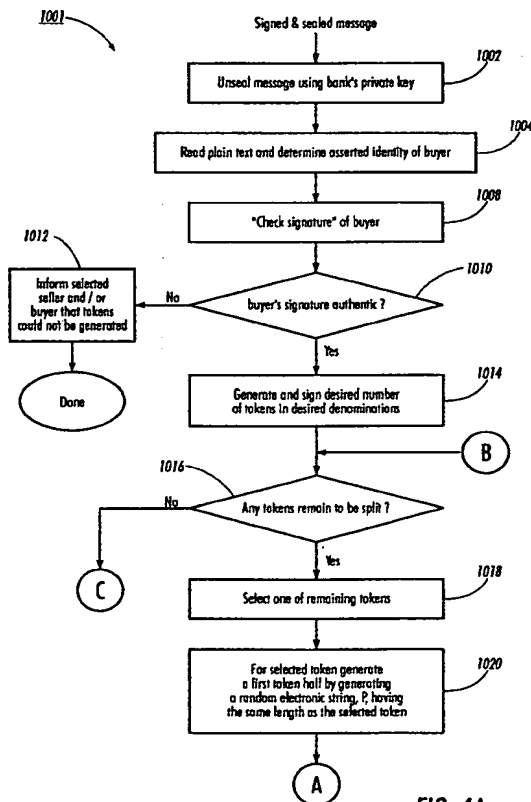 1001
Signed & sealed message
1002
Unseal message using bank's private key
1004
Read plain text and determine asserted identity of buyer
1008
"Check signature" of buyer
1012
1010
Inform selected
seller and / or
buyer that tokens
could not be generated
No
buyer's signature authentic ?
Yes
Done
1014
Generate and sign desired number
of tokens in desired denominations
B
1016
No
Any tokens remain to be split ?
C
Yes
1018
Select one of remaining tokens
1020
For selected token generate
a first token half by generating
a random electronic string, P, having
the same length as the selected token
A
FIG. 4A